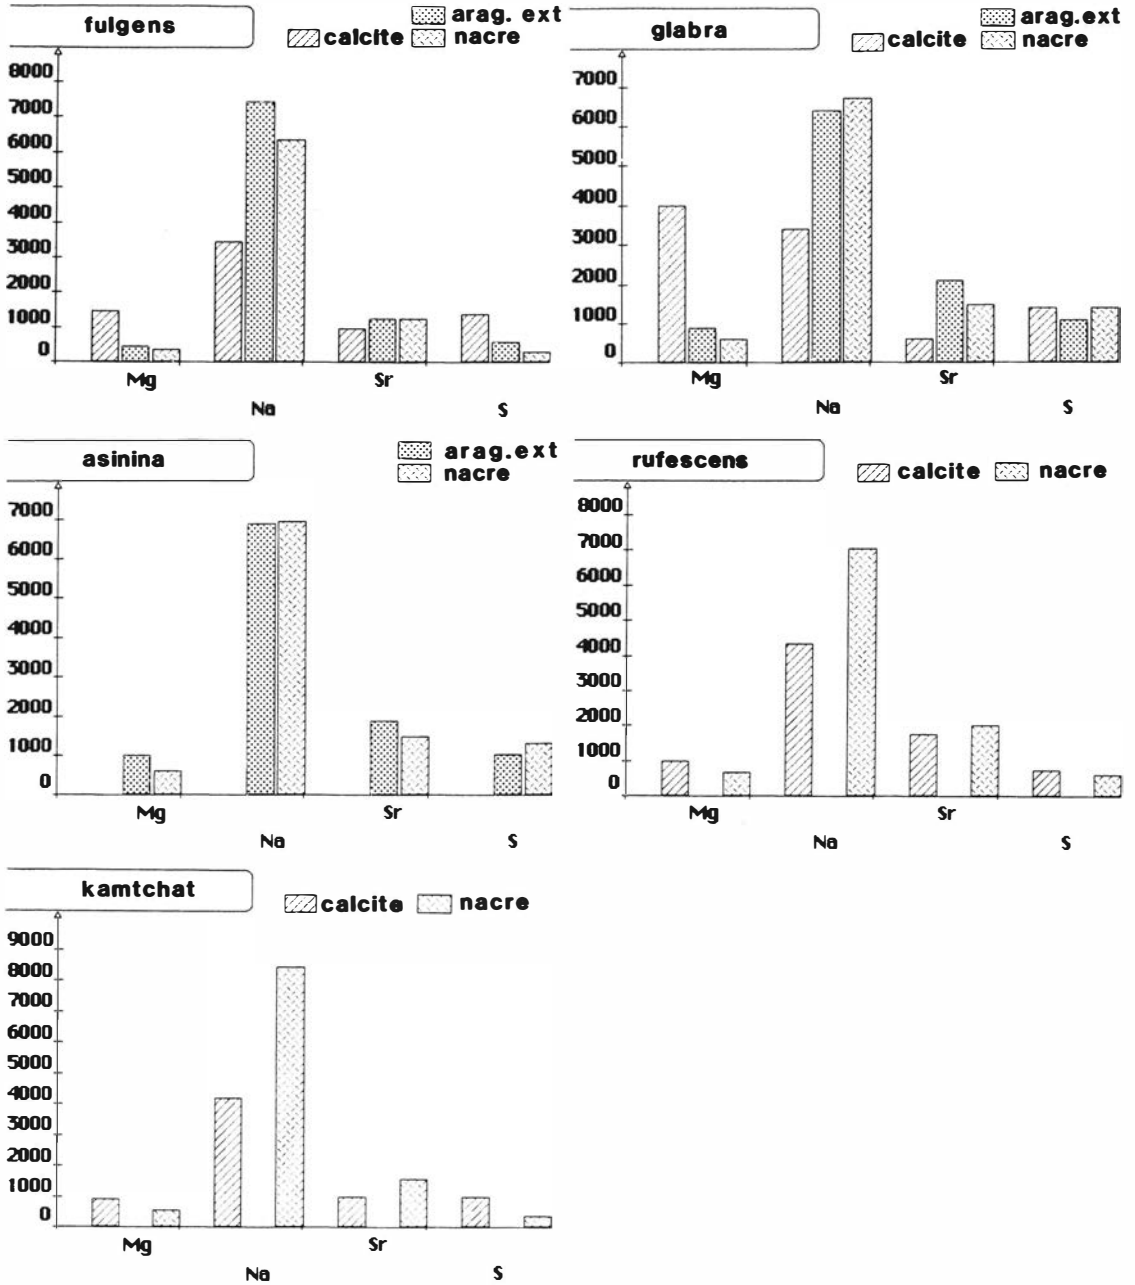 fulgens
arag. ext
calcite nacre
8000
7000
6000
5000
4000
3000
2000
1000
0
Mg Sr
Na S
glabra
arag.ext
calcite nacre
7000
6000
5000
4000
3000
2000
1000
0
Mg Sr
Na S
asinina
arag.ext
nacre
7000
6000
5000
4000
3000
2000
1000
0
Mg Sr
Na S
rufescens
calcite nacre
8000
7000
6000
5000
4000
3000
2000
1000
0
Mg Sr
Na S
kamtchat
calcite nacre
9000
8000
7000
6000
5000
4000
3000
2000
1000
0
Mg Sr
Na S